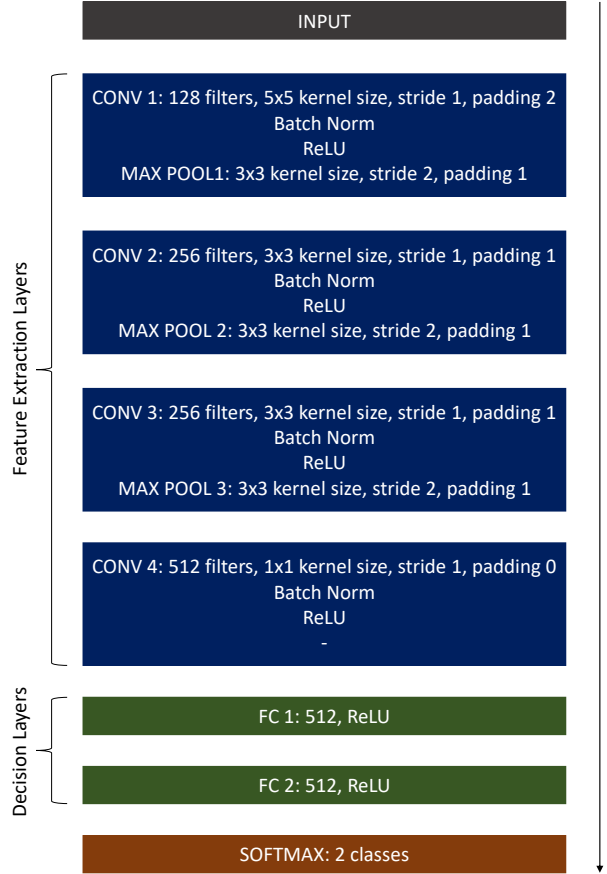 INPUT
Feature Extraction Layers
CONV 1: 128 filters, 5x5 kernel size, stride 1, padding 2
Batch Norm
ReLU
MAX POOL1: 3x3 kernel size, stride 2, padding 1
CONV 2: 256 filters, 3x3 kernel size, stride 1, padding 1
Batch Norm
ReLU
MAX POOL 2: 3x3 kernel size, stride 2, padding 1
CONV 3: 256 filters, 3x3 kernel size, stride 1, padding 1
Batch Norm
ReLU
MAX POOL 3: 3x3 kernel size, stride 2, padding 1
CONV 4: 512 filters, 1x1 kernel size, stride 1, padding 0
Batch Norm
ReLU
-
Decision Layers
FC 1: 512, ReLU
FC 2: 512, ReLU
SOFTMAX: 2 classes